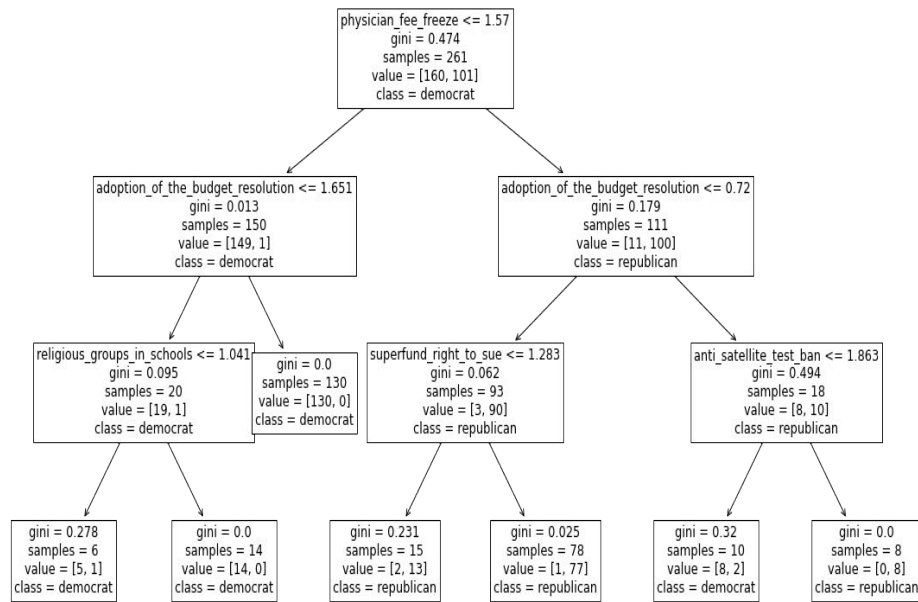 physician_fee_freeze <= 1.57
gini = 0.474
samples = 261
value = [160, 101]
class = democrat
adoption_of_the_budget_resolution <= 1.651
gini = 0.013
samples = 150
value = [149, 1]
class = democrat
adoption_of_the_budget_resolution <= 0.72
gini = 0.179
samples = 111
value = [11, 100]
class = republican
religious_groups_in_schools <= 1.041
gini = 0.095
samples = 20
value = [19, 1]
class = democrat
gini = 0.0
samples = 130
value = [130, 0]
class = democrat
superfund_right_to_sue <= 1.283
gini = 0.062
samples = 93
value = [3, 90]
class = republican
anti_satellite_test_ban <= 1.863
gini = 0.494
samples = 18
value = [8, 10]
class = republican
gini = 0.278
samples = 6
value = [5, 1]
class = democrat
gini = 0.0
samples = 14
value = [14, 0]
class = democrat
gini = 0.231
samples = 15
value = [2, 13]
class = republican
gini = 0.025
samples = 78
value = [1, 77]
class = republican
gini = 0.32
samples = 10
value = [8, 2]
class = democrat
gini = 0.0
samples = 8
value = [0, 8]
class = republican